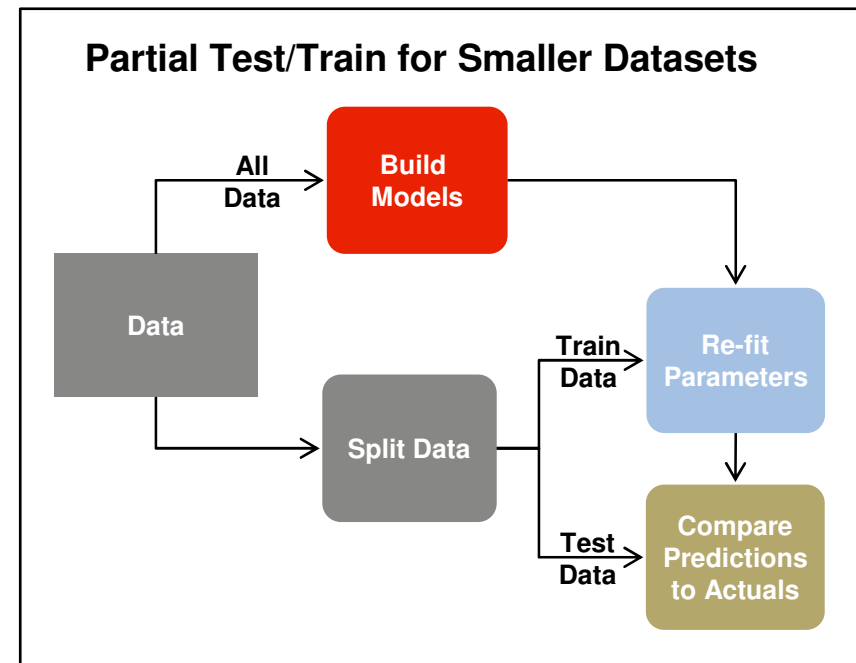 Partial Test/Train for Smaller Datasets
All
Data
Build
Models
Data
Train
Data
Re-fit
Parameters
Split Data
Test
Data
Compare
Predictions
to Actuals